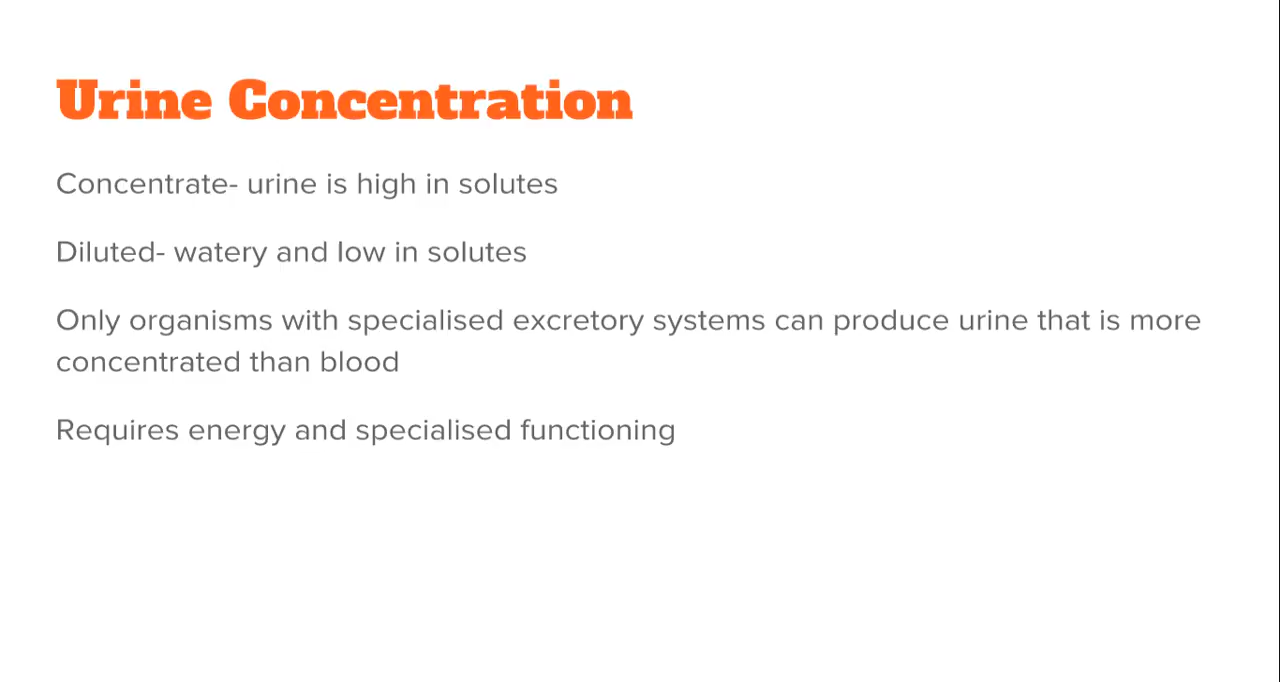 Urine Concentration
Concentrate- urine is high in solutes
Diluted- watery and low in solutes
Only organisms with specialised excretory systems can produce urine that is more
concentrated than blood
Requires energy and specialised functioning